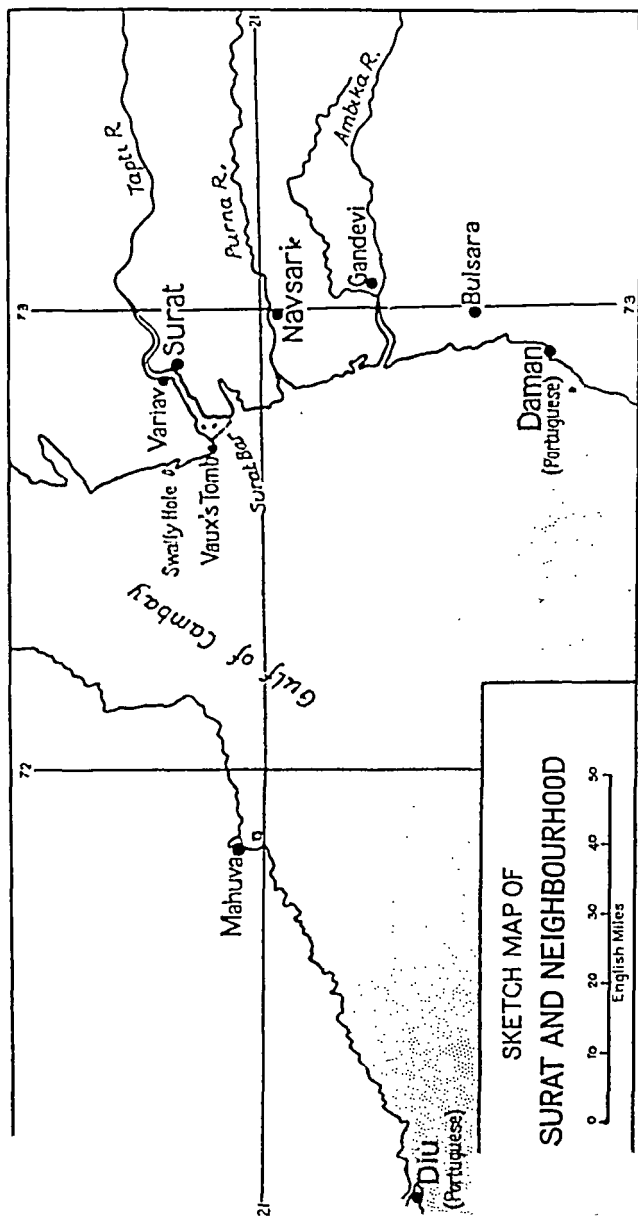 72
73
21
Tapti R
Variav
Surat
Swally Hole
Vaux's Tomb
Surat Bar
Purna R.
21
Navsari
Ambika R.
Gandevi
Bulsara
Daman
(Portuguese)
73
Gulf of Cambay
Mahuva
21
Diu
(Portuguese)
SKETCH MAP OF
SURAT AND NEIGHBOURHOOD
0 10 20 30 40 50
English Miles